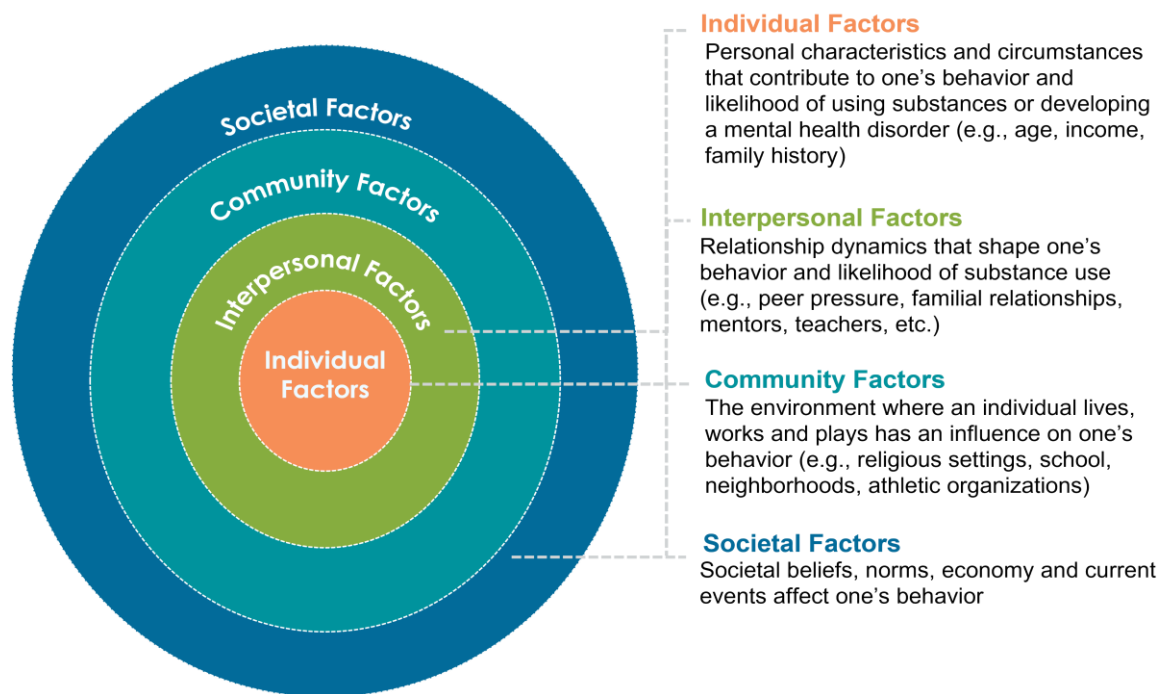 Societal Factors
Community Factors
Interpersonal Factors
Individual
Factors
Individual Factors
Personal characteristics and circumstances
that contribute to one’s behavior and
likelihood of using substances or developing
a mental health disorder (e.g., age, income,
family history)
Interpersonal Factors
Relationship dynamics that shape one’s
behavior and likelihood of substance use
(e.g., peer pressure, familial relationships,
mentors, teachers, etc.)
Community Factors
The environment where an individual lives,
works and plays has an influence on one’s
behavior (e.g., religious settings, school,
neighborhoods, athletic organizations)
Societal Factors
Societal beliefs, norms, economy and current
events affect one’s behavior